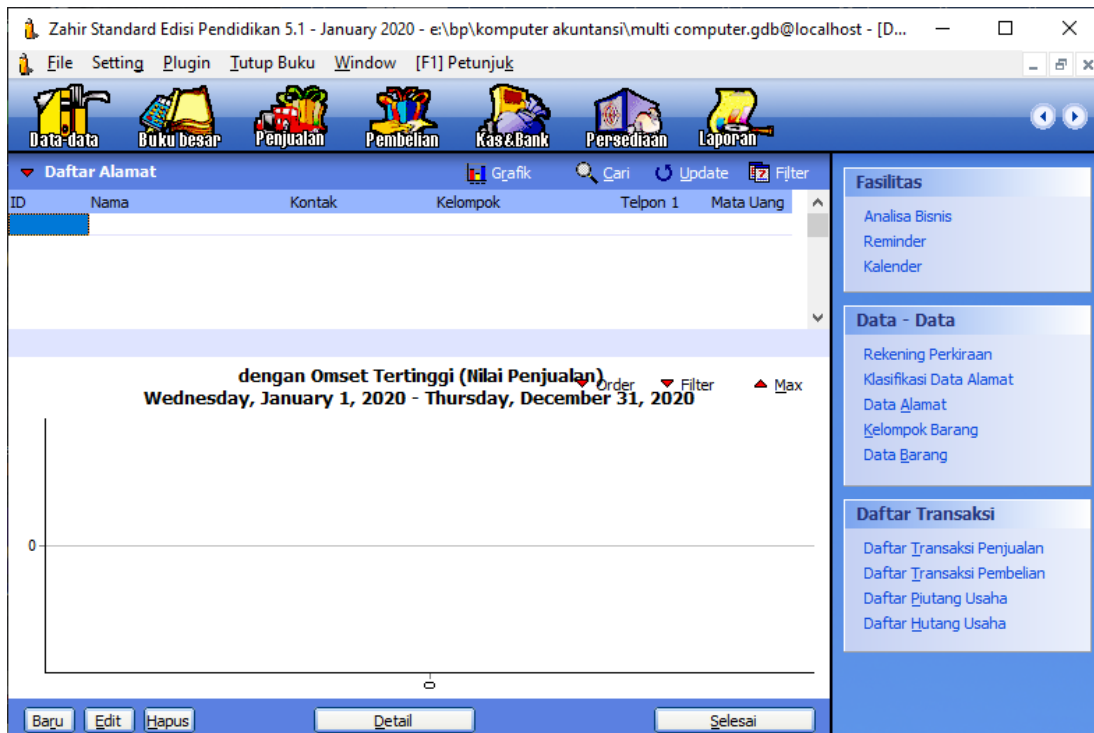 Zahir Standard Edisi Pendidikan 5.1 - January 2020 - e:\bp\komputer akuntansi\multi computer.gdb@localhost - [D...
File Setting Plugin Tutup Buku Window [F1] Petunjuk
Data-data Buku besar Penjualan Pembelian Kas&Bank Persediaan Laporan
Daftar Alamat Grafik Cari Update Filter
ID Nama Kontak Kelompok Telpon 1 Mata Uang
dengan Omset Tertinggi (Nilai Penjualan)
Order Filter Max
Wednesday, January 1, 2020 - Thursday, December 31, 2020
0
0
Baru Edit Hapus Detail Selesai
Fasilitas
Analisa Bisnis
Reminder
Kalender
Data - Data
Rekening Perkiraan
Klasifikasi Data Alamat
Data Alamat
Kelompok Barang
Data Barang
Daftar Transaksi
Daftar Transaksi Penjualan
Daftar Transaksi Pembelian
Daftar Piutang Usaha
Daftar Hutang Usaha